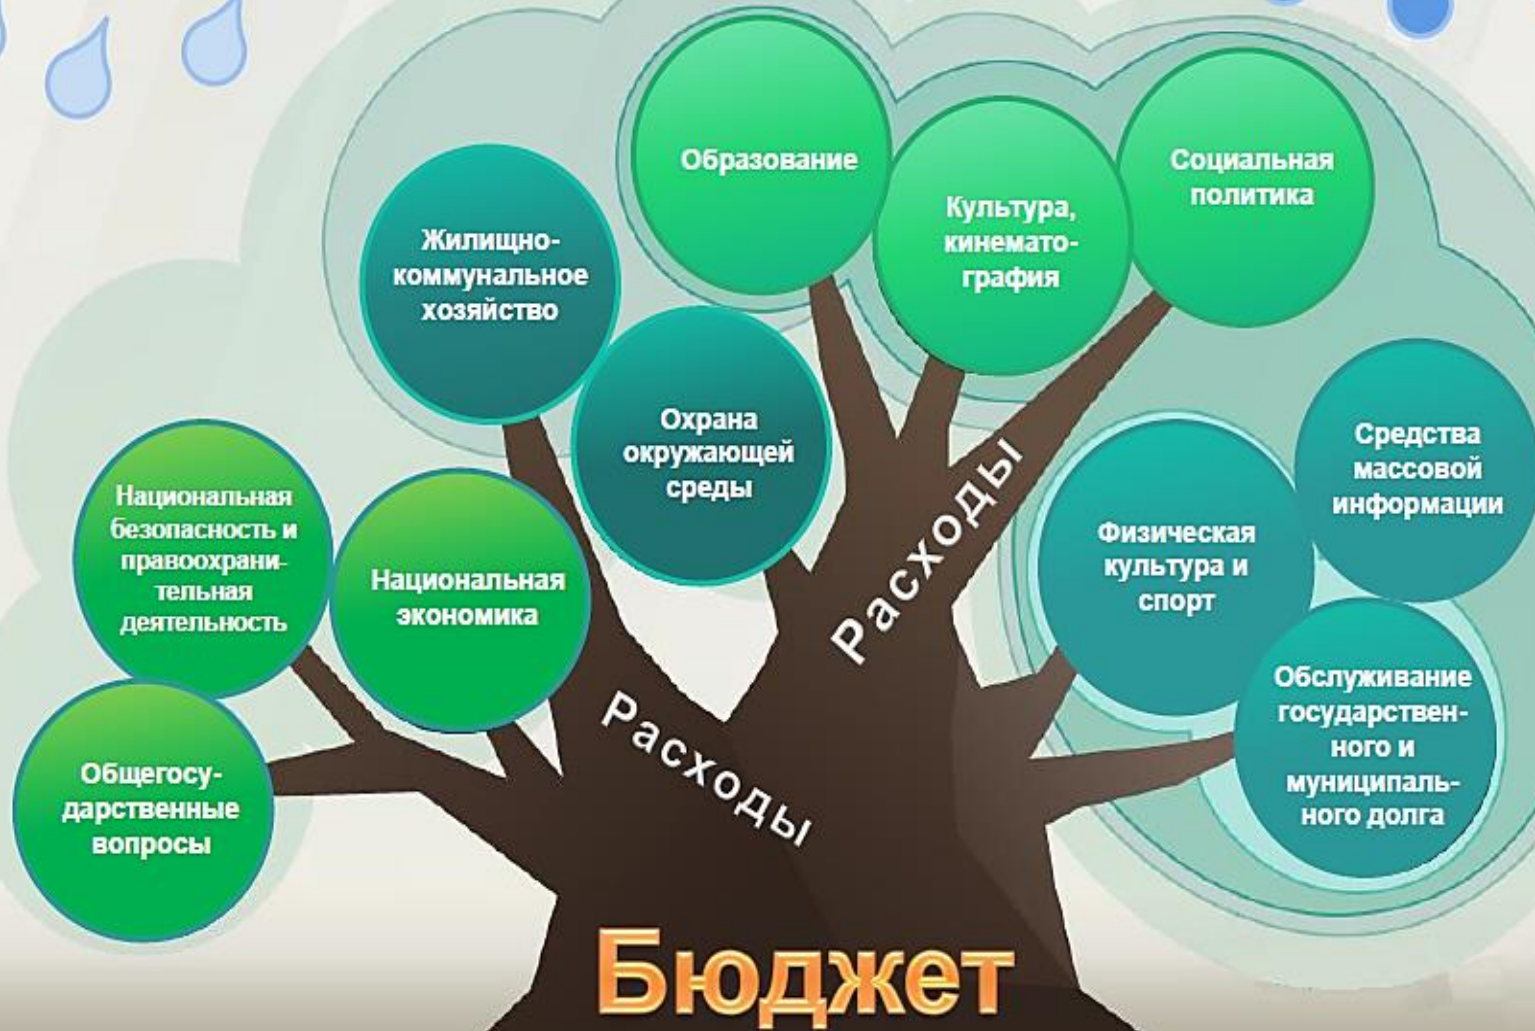 Образование
Культура,
кинемато-
графия
Социальная
политика
Жилищно-
коммунальное
хозяйство
Охрана
окружающей
среды
Средства
массовой
информации
Национальная
безопасность и
правоохрани-
тельная
деятельность
Национальная
экономика
Физическая
культура и
спорт
Общегосу-
дарственные
вопросы
Обслуживание
государствен-
ного и
муниципаль-
ного долга
Расходы
Расходы
Бюджет